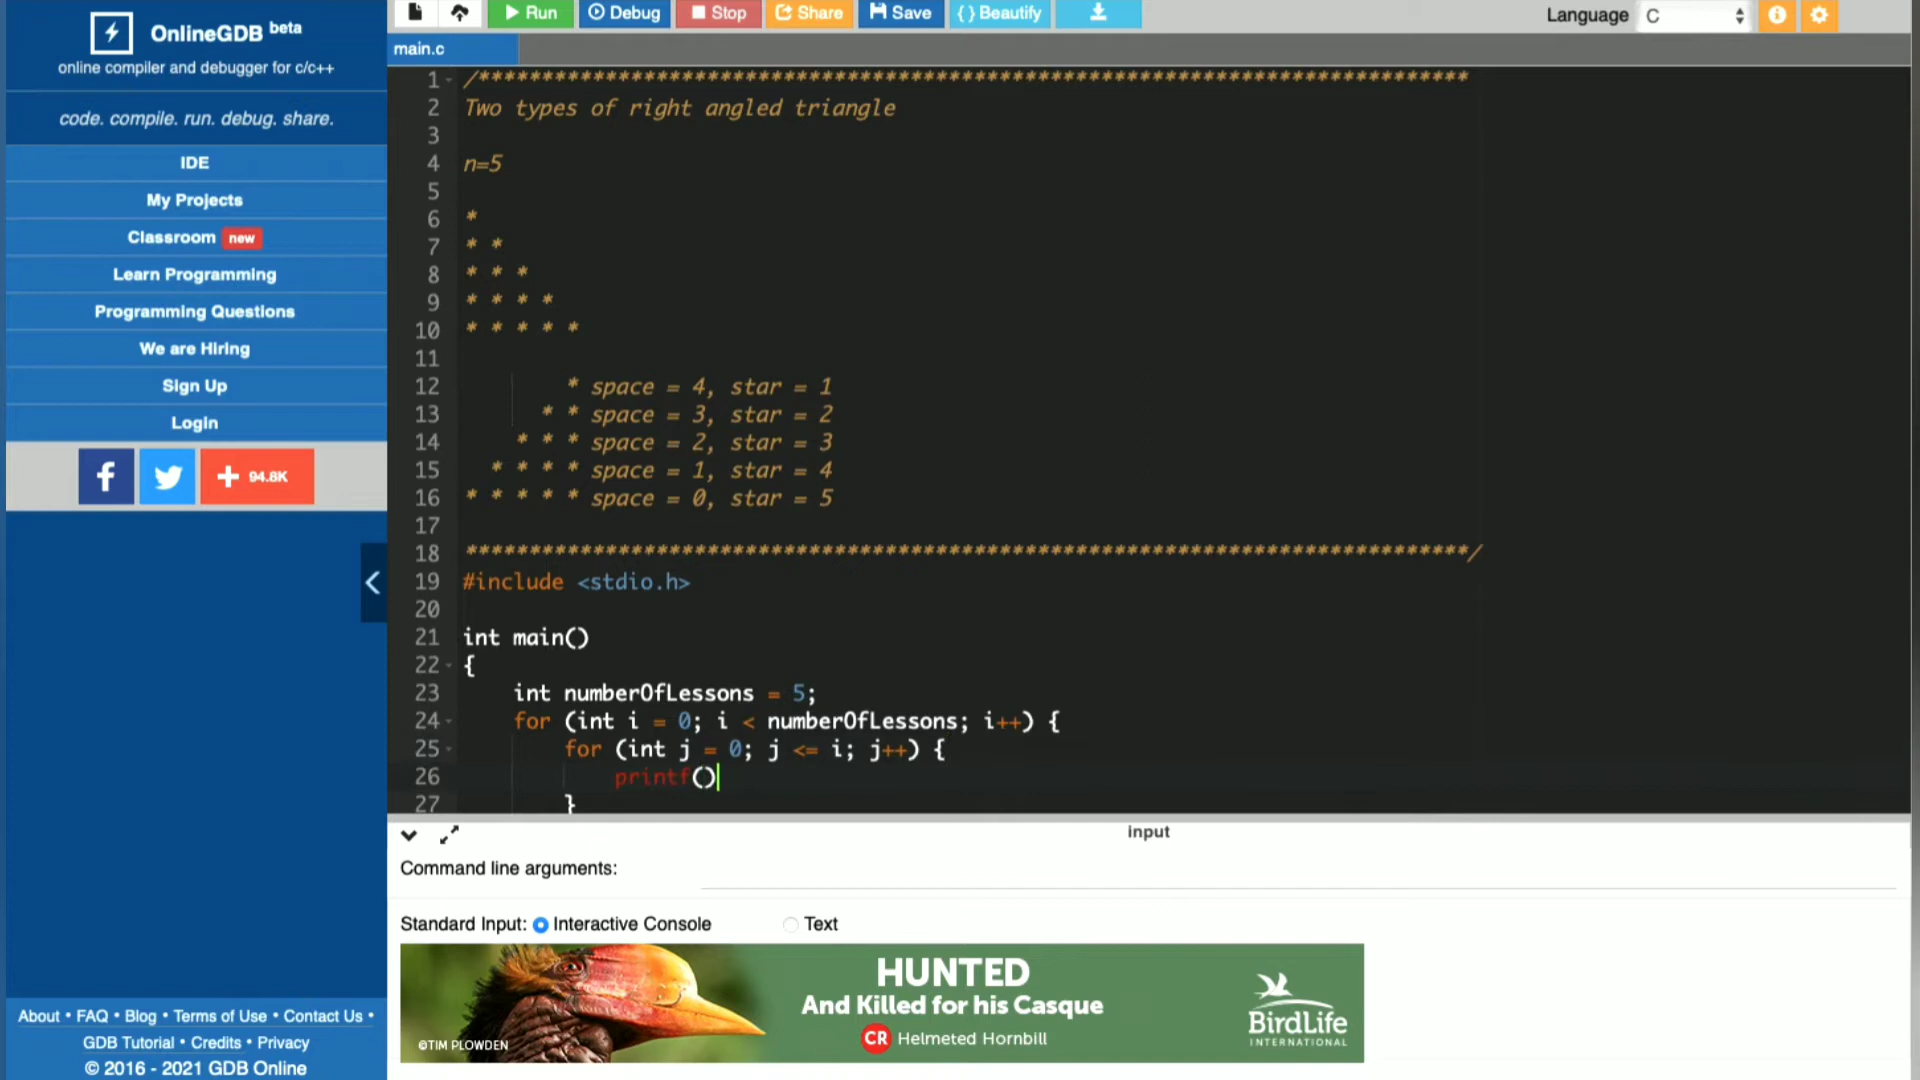 OnlineGDB beta
online compiler and debugger for c/c++
code. compile. run. debug. share.
IDE
My Projects
Classroom new
Learn Programming
Programming Questions
We are Hiring
Sign Up
Login
f
+ 94.8K
About • FAQ • Blog • Terms of Use • Contact Us •
GDB Tutorial • Credits • Privacy
© 2016 - 2021 GDB Online
Run Debug Stop Share Save { } Beautify
Language C
main.c
1 /******************************************************************************
2 Two types of right angled triangle
3
4 n=5
5
6 *
7 * *
8 * * *
9 * * * *
10 * * * * *
11
12 * space = 4, star = 1
13 * * space = 3, star = 2
14 * * * space = 2, star = 3
15 * * * * space = 1, star = 4
16 * * * * * space = 0, star = 5
17
18 *******************************************************************************/
19 #include <stdio.h>
20
21 int main()
22 {
23 int numberOfLessons = 5;
24 for (int i = 0; i < numberOfLessons; i++) {
25 for (int j = 0; j <= i; j++) {
26 printf()
27 }
input
Command line arguments:
Standard Input: Interactive Console Text
©TIM PLOWDEN
HUNTED
And Killed for his Casque
CR Helmeted Hornbill
BirdLife
INTERNATIONAL